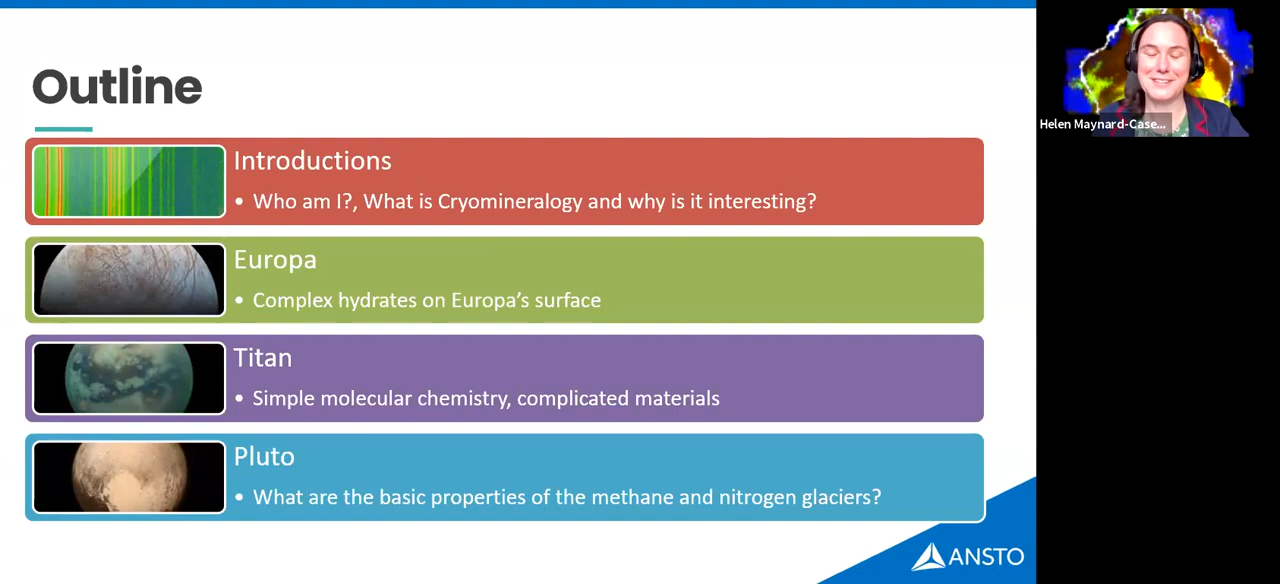 Outline
Introductions
• Who am I?, What is Cryomineralogy and why is it interesting?
Europa
• Complex hydrates on Europa's surface
Titan
• Simple molecular chemistry, complicated materials
Pluto
• What are the basic properties of the methane and nitrogen glaciers?
ANSTO
Helen Maynard-Case...